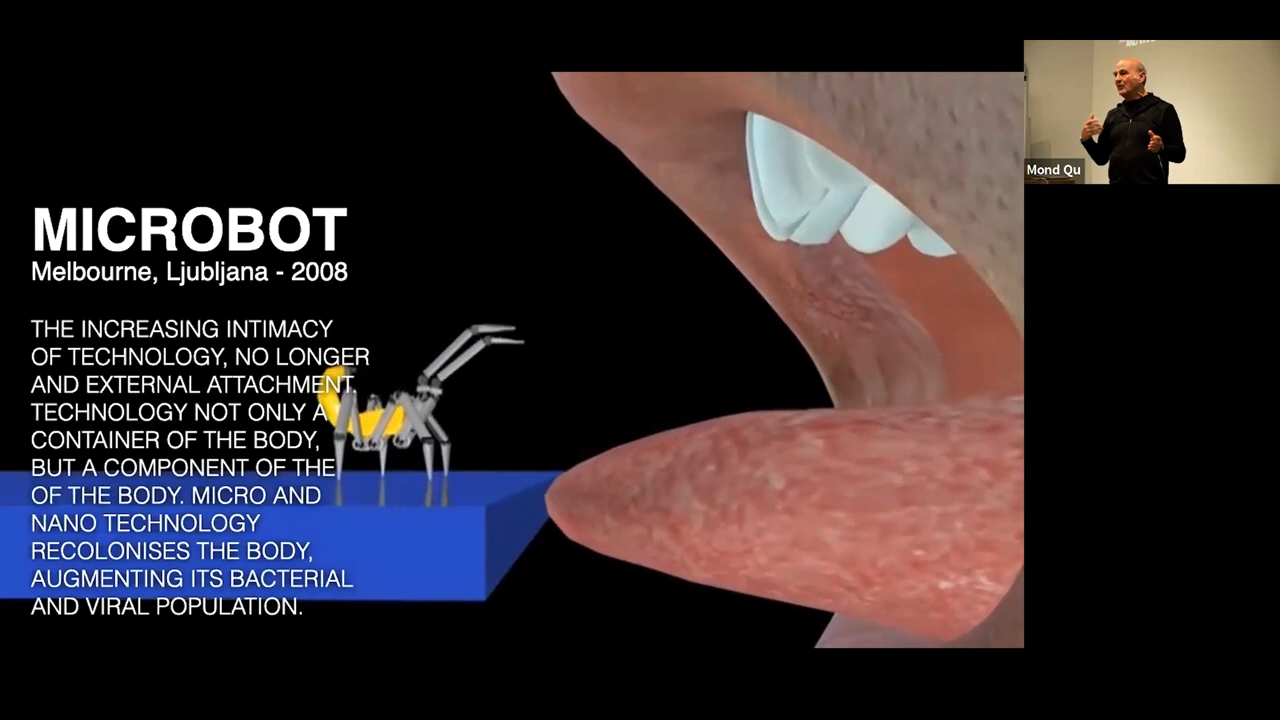 MICROBOT
Melbourne, Ljubljana - 2008
THE INCREASING INTIMACY
OF TECHNOLOGY, NO LONGER
AND EXTERNAL ATTACHMENT.
TECHNOLOGY NOT ONLY A
CONTAINER OF THE BODY,
BUT A COMPONENT OF THE
OF THE BODY. MICRO AND
NANO TECHNOLOGY
RECOLONISES THE BODY,
AUGMENTING ITS BACTERIAL
AND VIRAL POPULATION.
Mond Qu